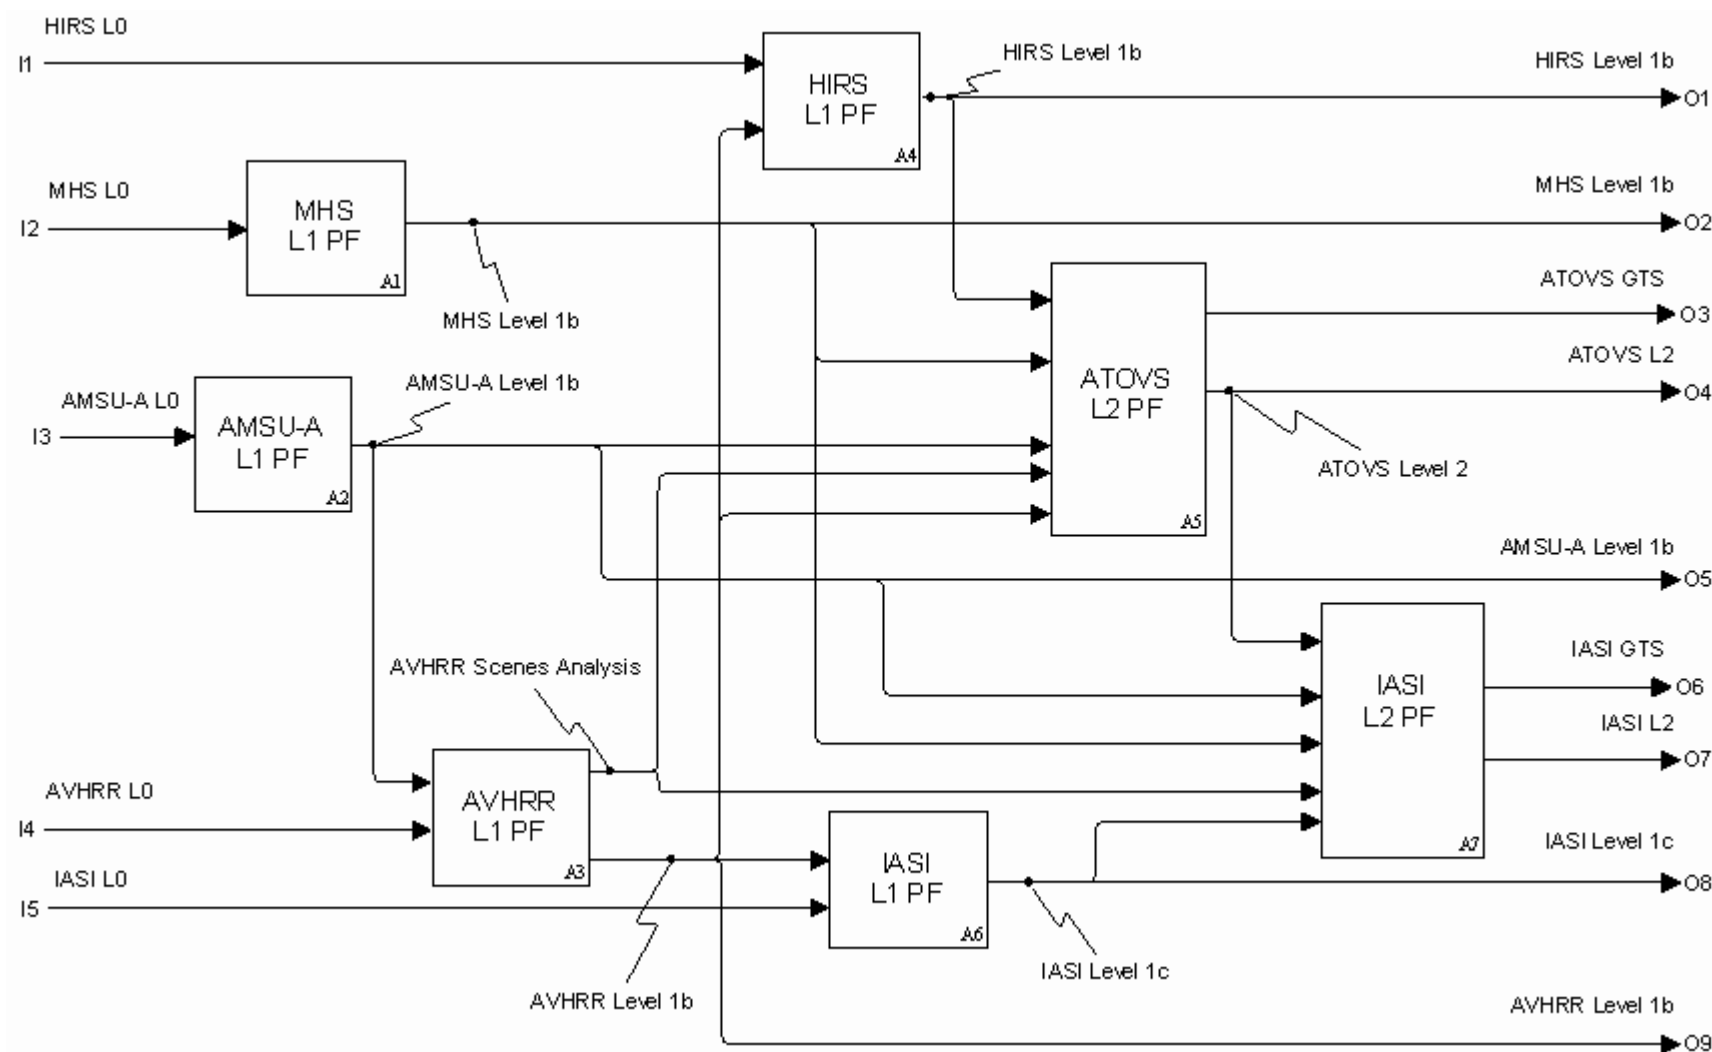 HIRS L0
I1
HIRS
L1 PF
A4
HIRS Level 1b
HIRS Level 1b
O1
MHS L0
I2
MHS
L1 PF
A1
MHS Level 1b
MHS Level 1b
O2
ATOVS GTS
O3
ATOVS L2
O4
ATOVS
L2 PF
A5
ATOVS Level 2
AMSU-A L0
I3
AMSU-A
L1 PF
A2
AMSU-A Level 1b
AMSU-A Level 1b
O5
IASI GTS
O6
IASI L2
O7
IASI
L2 PF
A7
AVHRR Scenes Analysis
AVHRR L0
I4
AVHRR
L1 PF
A3
IASI L0
I5
IASI
L1 PF
A6
IASI Level 1c
O8
IASI Level 1c
AVHRR Level 1b
AVHRR Level 1b
O9